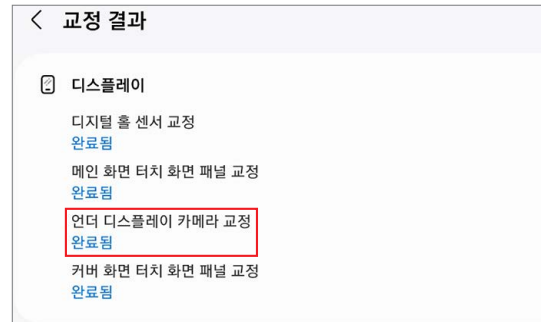 교정 결과
디스플레이
디지털 홀 센서 교정
완료됨
메인 화면 터치 화면 패널 교정
완료됨
언더 디스플레이 카메라 교정
완료됨
커버 화면 터치 화면 패널 교정
완료됨